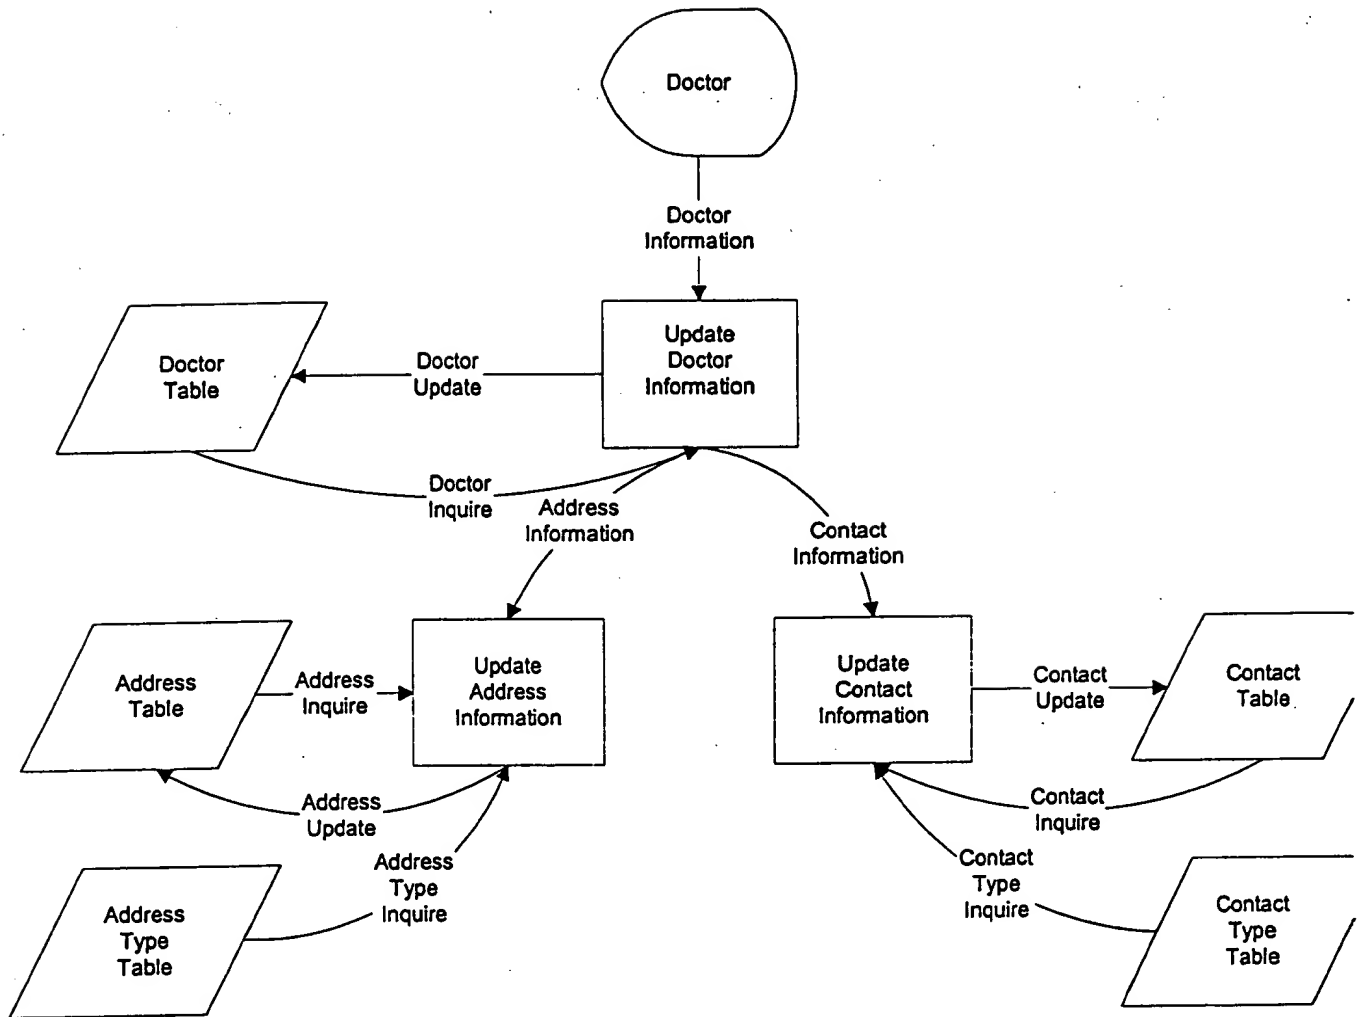 Doctor
Doctor
Information
Update
Doctor
Information
Doctor
Table
Doctor
Update
Doctor
Inquire
Address
Information
Contact
Information
Address
Table
Address
Inquire
Update
Address
Information
Update
Contact
Information
Contact
Update
Contact
Table
Address
Update
Contact
Inquire
Address
Type
Inquire
Contact
Type
Inquire
Address
Type
Table
Contact
Type
Table